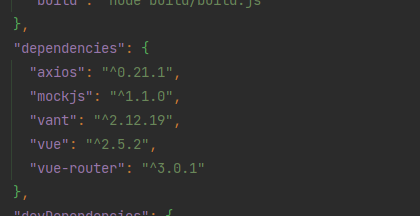 "build": "node build/build.js"
},
"dependencies": {
"axios": "^0.21.1",
"mockjs": "^1.1.0",
"vant": "^2.12.19",
"vue": "^2.5.2",
"vue-router": "^3.0.1"
},
"devDependencies": {